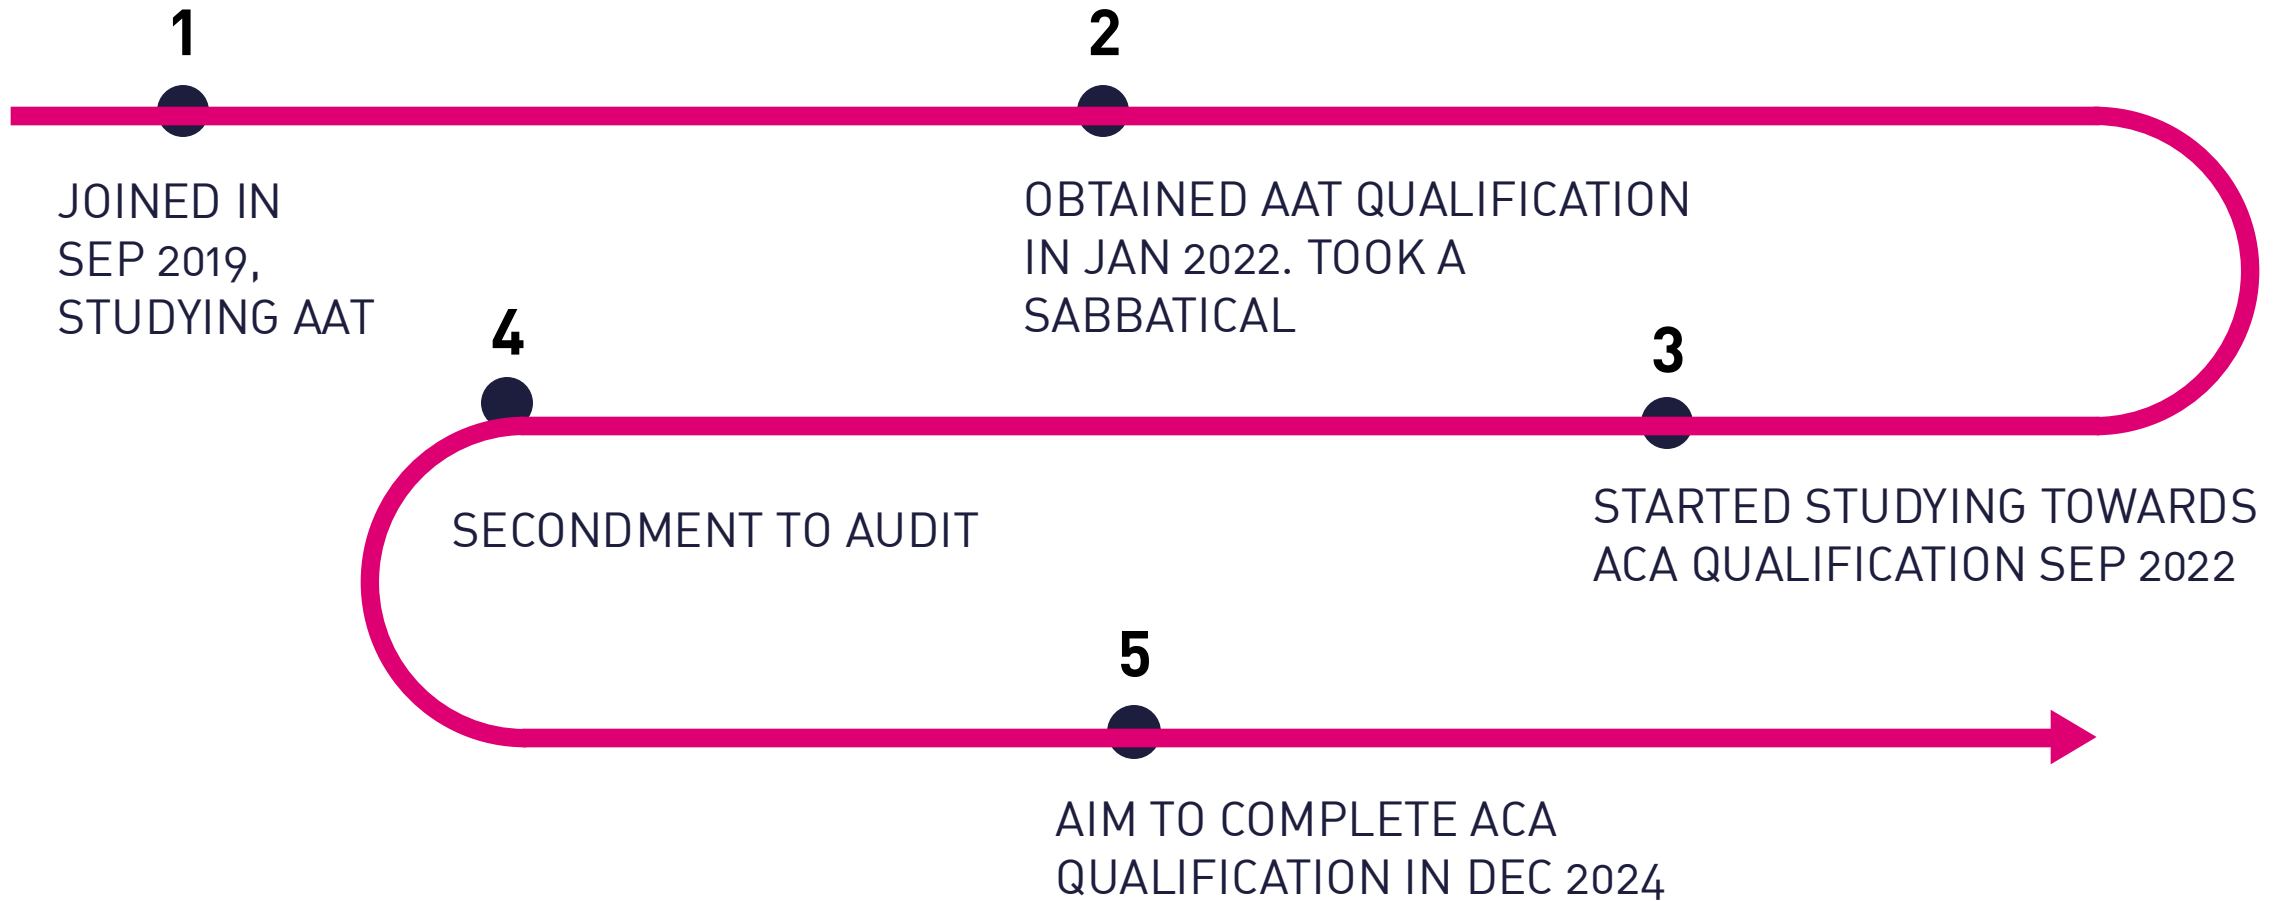 1
JOINED IN
SEP 2019,
STUDYING AAT
2
OBTAINED AAT QUALIFICATION
IN JAN 2022. TOOK A
SABBATICAL
3
STARTED STUDYING TOWARDS
ACA QUALIFICATION SEP 2022
4
SECONDMENT TO AUDIT
5
AIM TO COMPLETE ACA
QUALIFICATION IN DEC 2024